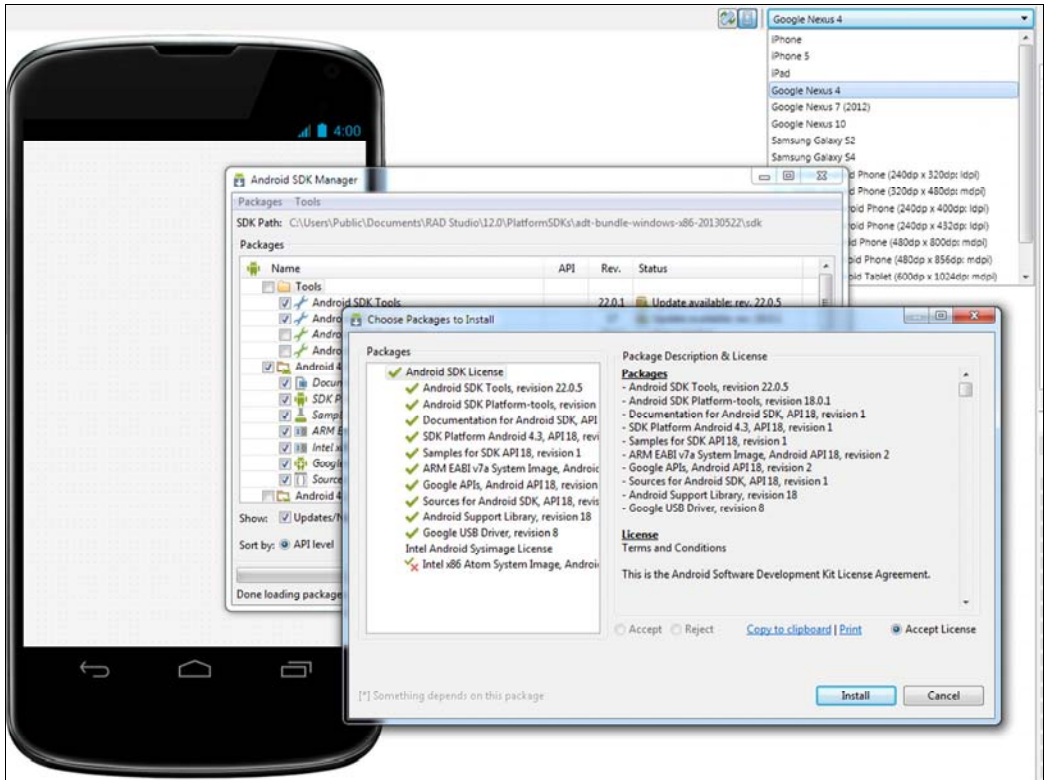 Google Nexus 4
iPhone
iPhone 5
iPad
Google Nexus 4
Google Nexus 7 (2012)
Google Nexus 10
Samsung Galaxy S2
Samsung Galaxy S4
d Phone (240dp x 320dp: ldpi)
d Phone (320dp x 480dp: mdpi)
oid Phone (240dp x 400dp: ldpi)
oid Phone (240dp x 432dp: ldpi)
id Phone (480dp x 800dp: mdpi)
oid Phone (480dp x 856dp: mdpi)
oid Tablet (600dp x 1024dp: mdpi)
4:00
Android SDK Manager
Packages Tools
SDK Path: C:\Users\Public\Documents\RAD Studio\12.0\PlatformSDKs\adt-bundle-windows-x86-20130522\sdk
Packages
Name API Rev. Status
Tools
Android SDK Tools 22.0.1 Update available: rev. 22.0.5
Andro
Andro
Andro
Android 4
Docun
SDK P
Sampl
ARM E
Intel x
Google
Source
Android 4
Show: Updates/N
Sort by: API level
Done loading package
Choose Packages to Install
Packages
Android SDK License
Android SDK Tools, revision 22.0.5
Android SDK Platform-tools, revision
Documentation for Android SDK, API
SDK Platform Android 4.3, API 18, revi
Samples for SDK API 18, revision 1
ARM EABI v7a System Image, Android
Google APIs, Android API 18, revision
Sources for Android SDK, API 18, revis
Android Support Library, revision 18
Google USB Driver, revision 8
Intel Android Sysimage License
Intel x86 Atom System Image, Androi
Package Description & License
Packages
- Android SDK Tools, revision 22.0.5
- Android SDK Platform-tools, revision 18.0.1
- Documentation for Android SDK, API 18, revision 1
- SDK Platform Android 4.3, API 18, revision 1
- Samples for SDK API 18, revision 1
- ARM EABI v7a System Image, Android API 18, revision 2
- Google APIs, Android API 18, revision 2
- Sources for Android SDK, API 18, revision 1
- Android Support Library, revision 18
- Google USB Driver, revision 8
License
Terms and Conditions
This is the Android Software Development Kit License Agreement.
Accept Reject Copy to clipboard | Print Accept License
[*] Something depends on this package
Install Cancel